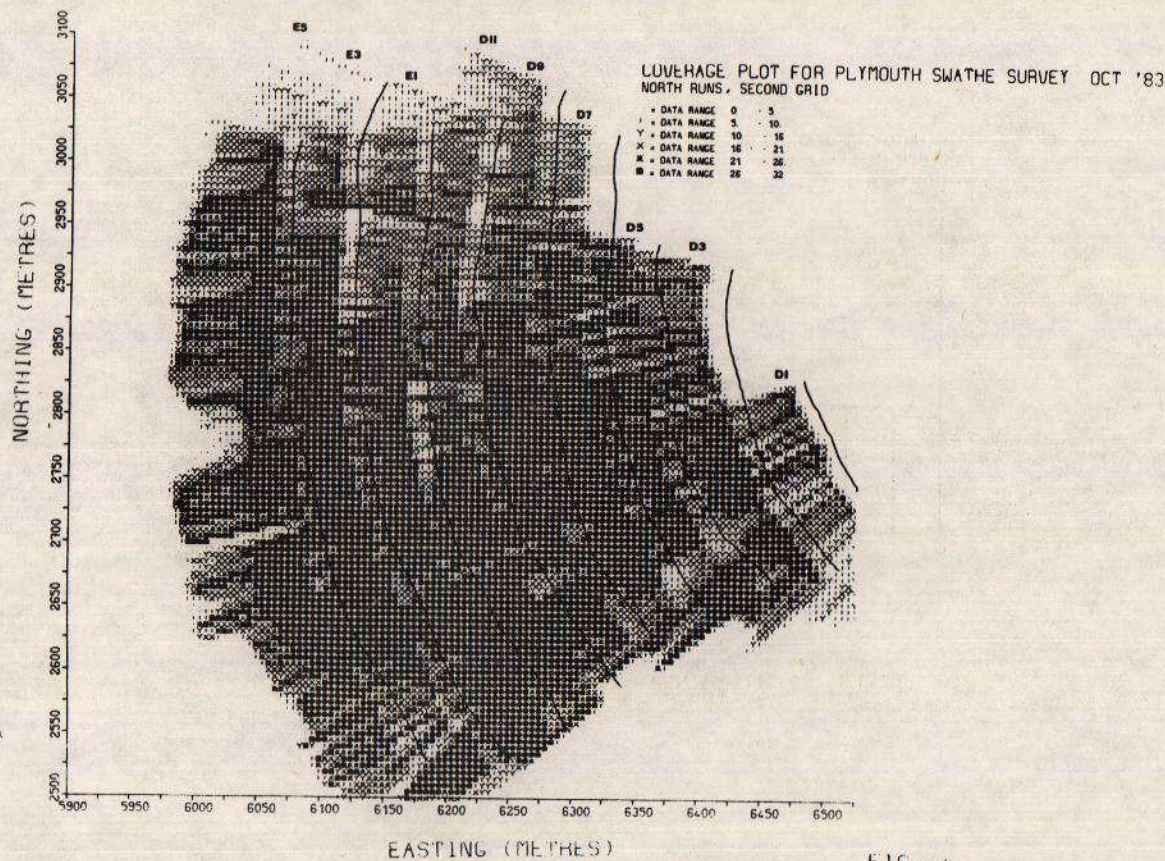 E5
E3
E1
D11
D9
D7
D5
D3
D1
COVERAGE PLOT FOR PLYMOUTH SWATHE SURVEY OCT '83
NORTH RUNS, SECOND GRID
= DATA RANGE 0 - 5
= DATA RANGE 5 - 10
Y = DATA RANGE 10 - 16
X = DATA RANGE 16 - 21
= DATA RANGE 21 - 26
= DATA RANGE 26 32
NORTHING (METRES)
3100
3050
3000
2950
2900
2850
2800
2750
2700
2650
2600
2550
2500
5900 5950 6000 6050 6100 6150 6200 6250 6300 6350 6400 6450 6500
EASTING (METRES)